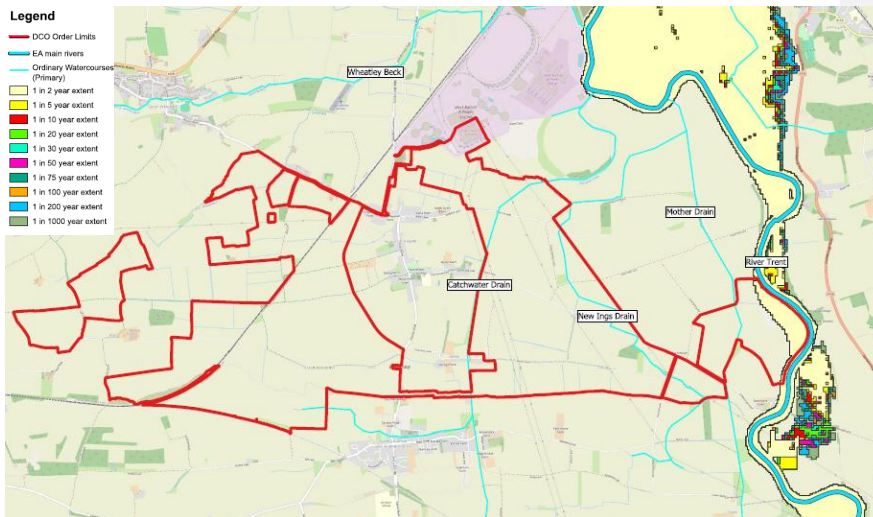 Legend
DCO Order Limits
EA main rivers
Ordinary Watercourses
(Primary)
1 in 2 year extent
1 in 5 year extent
1 in 10 year extent
1 in 20 year extent
1 in 30 year extent
1 in 50 year extent
1 in 75 year extent
1 in 100 year extent
1 in 200 year extent
1 in 1000 year extent
Wheatley Beck
Mother Drain
River Trent
Catchwater Drain
New Ings Drain